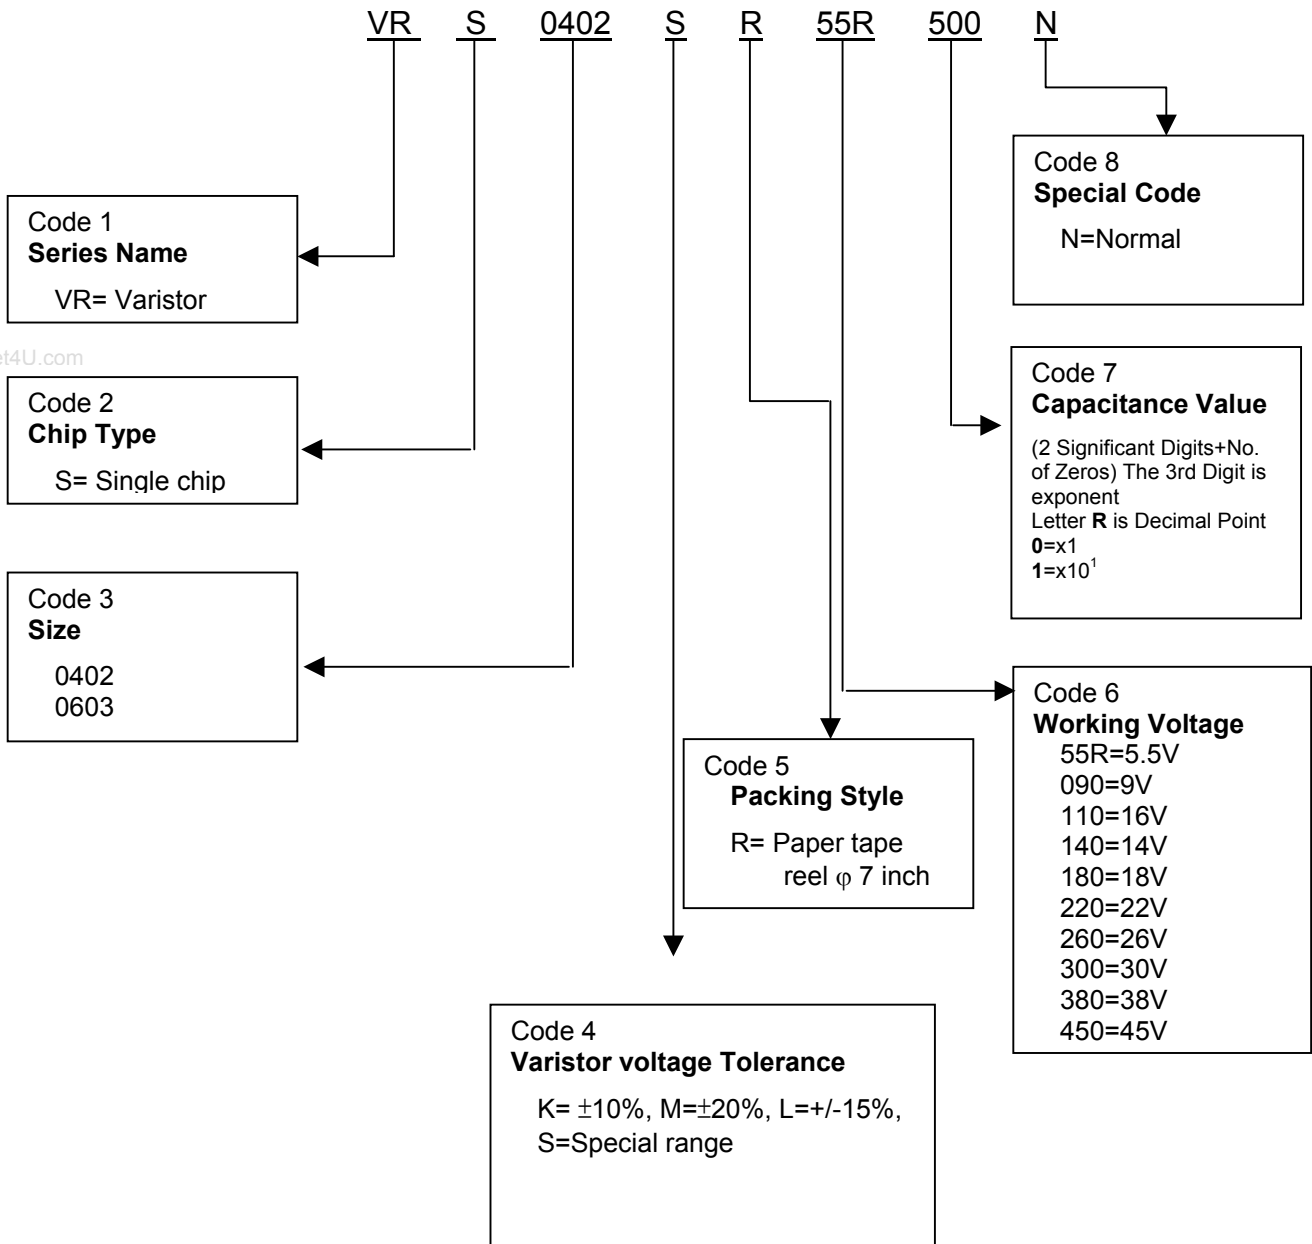 VR S 0402 S R 55R 500 N
Code 1
Series Name
VR= Varistor
et4U.com
Code 2
Chip Type
S= Single chip
Code 3
Size
0402
0603
Code 4
Varistor voltage Tolerance
K= ±10%, M=±20%, L=+/-15%,
S=Special range
Code 5
Packing Style
R= Paper tape
reel φ 7 inch
Code 6
Working Voltage
55R=5.5V
090=9V
110=16V
140=14V
180=18V
220=22V
260=26V
300=30V
380=38V
450=45V
Code 7
Capacitance Value
(2 Significant Digits+No.
of Zeros) The 3rd Digit is
exponent
Letter R is Decimal Point
0=x1
1=x10¹
Code 8
Special Code
N=Normal